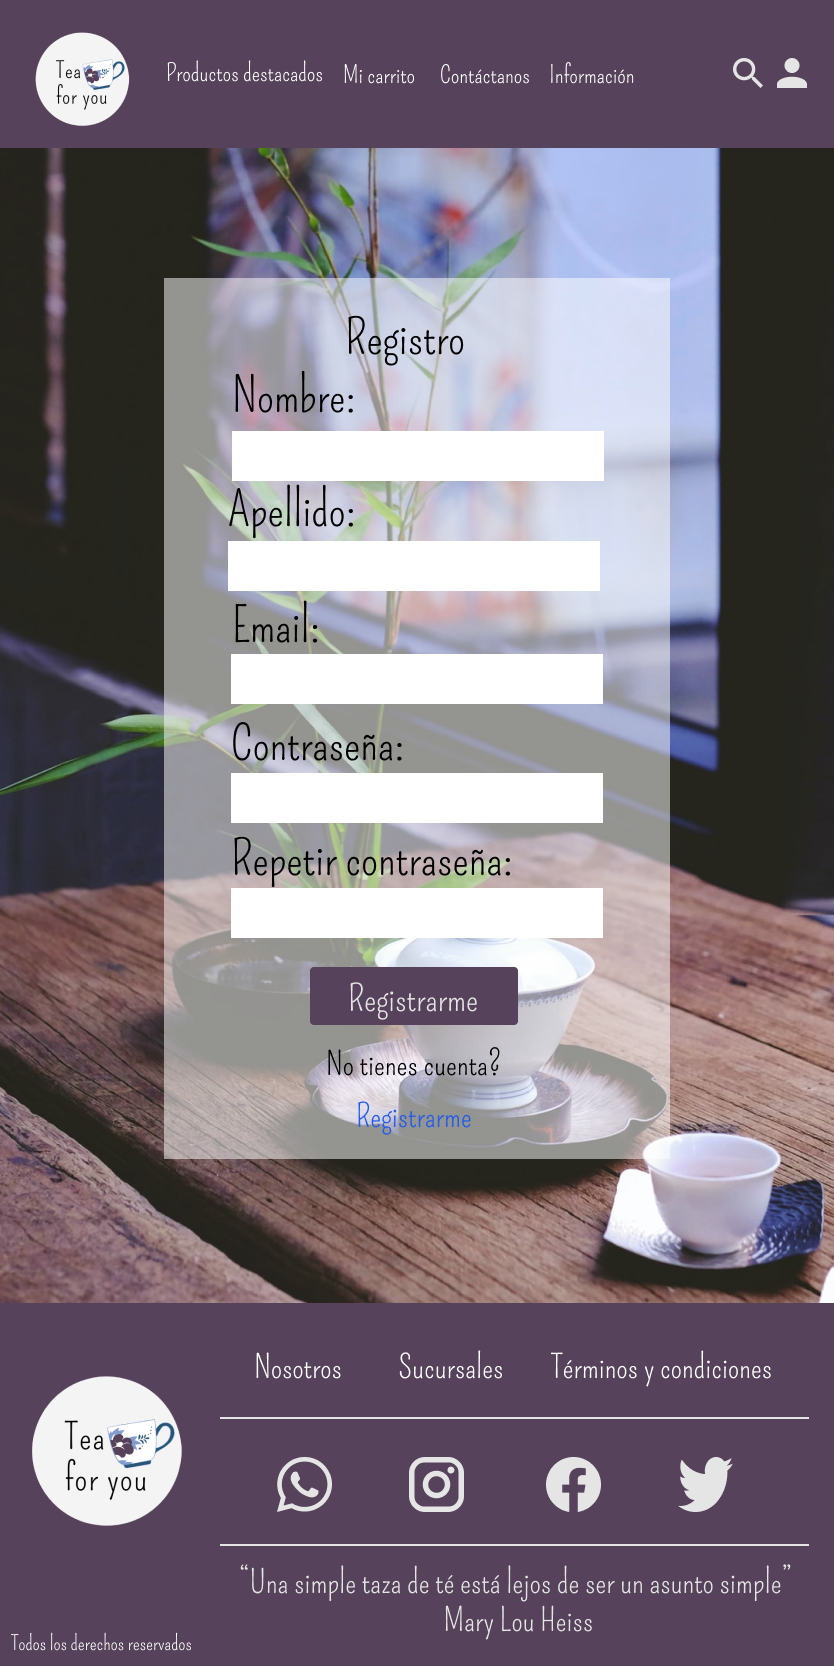 Tea
for you
Productos destacados
Mi carrito
Contáctanos
Información
Registro
Nombre:
Apellido:
Email:
Contraseña:
Repetir contraseña:
Registrarme
No tienes cuenta?
Registrarme
Nosotros
Sucursales
Términos y condiciones
Tea
for you
“Una simple taza de té está lejos de ser un asunto simple”
Mary Lou Heiss
Todos los derechos reservados